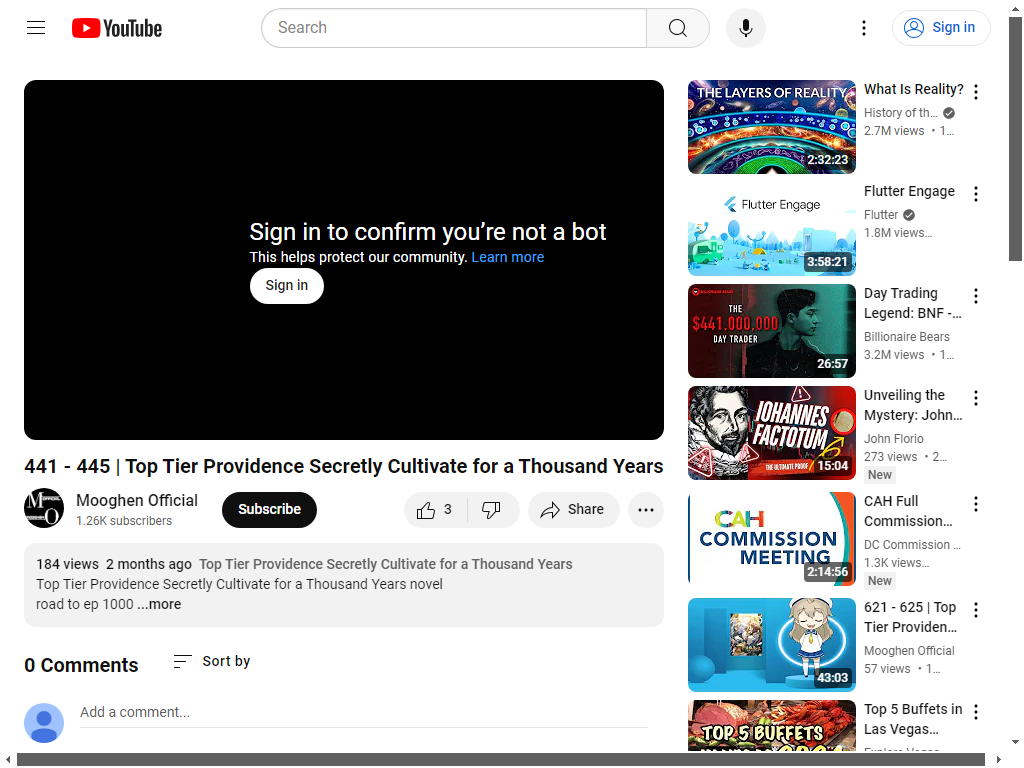 YouTube
Search
Sign in
Sign in to confirm you're not a bot
This helps protect our community. Learn more
Sign in
441 - 445 | Top Tier Providence Secretly Cultivate for a Thousand Years
Mooghen Official
1.26K subscribers
Subscribe
3
Share
184 views 2 months ago Top Tier Providence Secretly Cultivate for a Thousand Years
Top Tier Providence Secretly Cultivate for a Thousand Years novel
road to ep 1000 ...more
0 Comments
Sort by
Add a comment...
THE LAYERS OF REALITY
2:32:23
What Is Reality?
History of th...
2.7M views • 1...
Flutter Engage
3:58:21
Flutter Engage
Flutter
1.8M views...
THE
$441,000,000
DAY TRADER
26:57
Day Trading
Legend: BNF -...
Billionaire Bears
3.2M views • 1...
JOHANNES
FACTOTUM
THE ULTIMATE PROOF
15:04
Unveiling the
Mystery: John...
John Florio
273 views • 2...
New
CAH
COMMISSION
MEETING
2:14:56
CAH Full
Commission...
DC Commission ...
1.3K views...
New
43:03
621 - 625 | Top
Tier Providen...
Mooghen Official
57 views • 1...
TOP 5 BUFFETS
Top 5 Buffets in
Las Vegas...